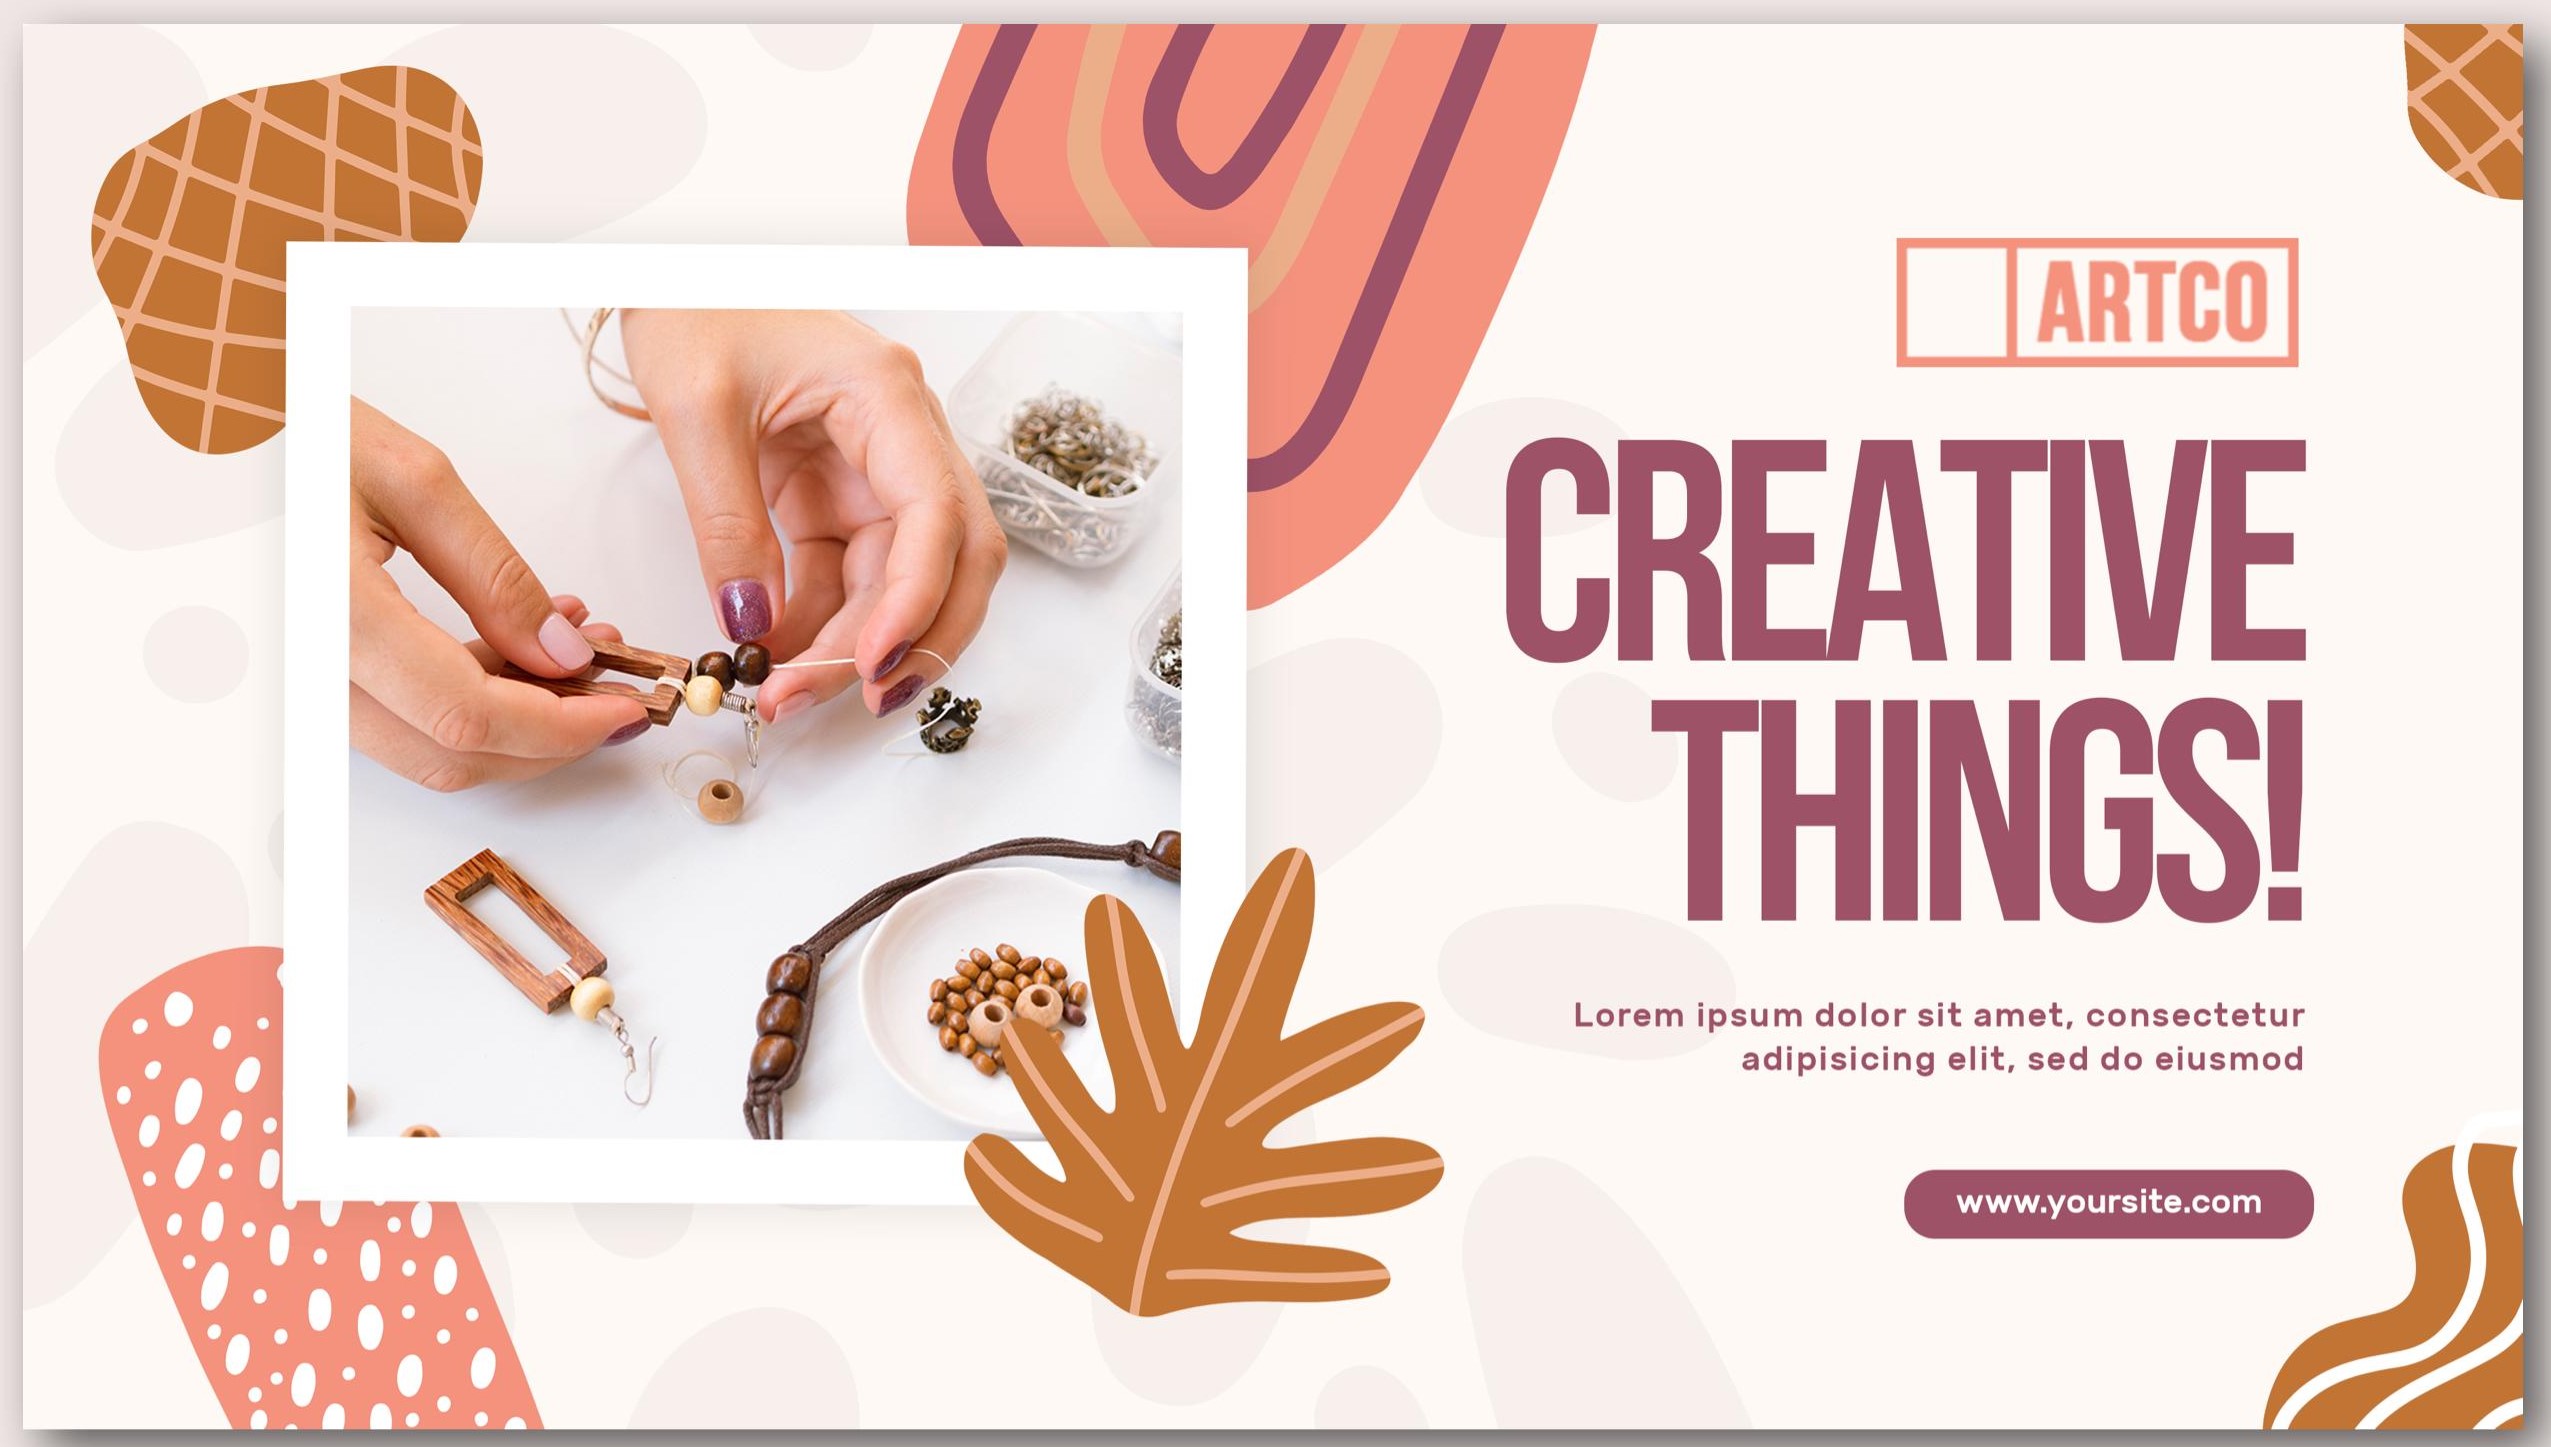 ARTCO
CREATIVE
THINGS!
Lorem ipsum dolor sit amet, consectetur
adipisicing elit, sed do eiusmod
www.yoursite.com